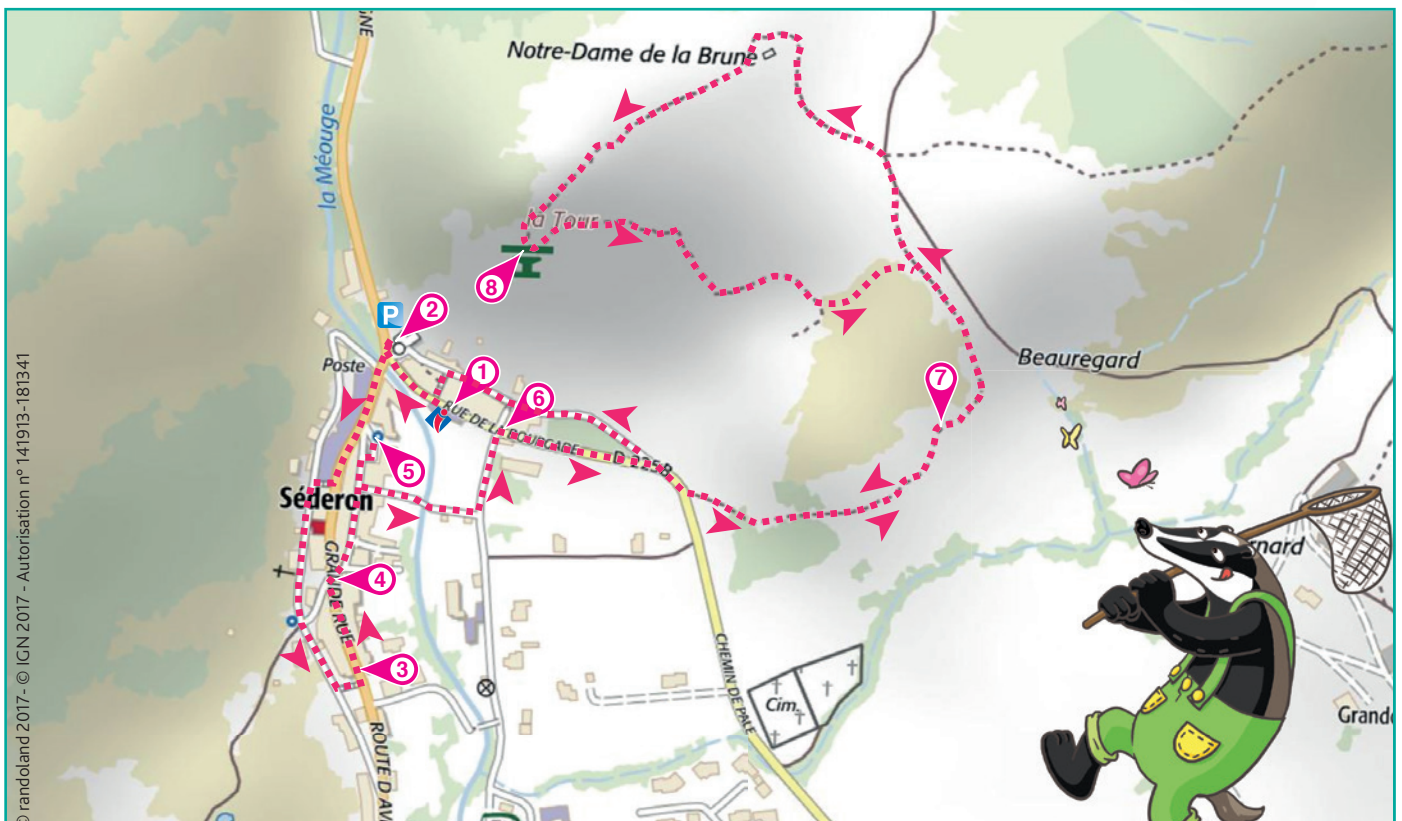 GNE
Notre-Dame de la Brune
la Méouge
la Tour
8
P
2
Poste
1
6
RUE DE LA BOURGADE
D 225B
7
Beauregard
5
Séderon
GRANDE RUE
4
3
nard
CHEMIN DE PALE
Cim.
ROUTE D'AV
Grand
randoland 2017- © IGN 2017 - Autorisation n° 141913-181341